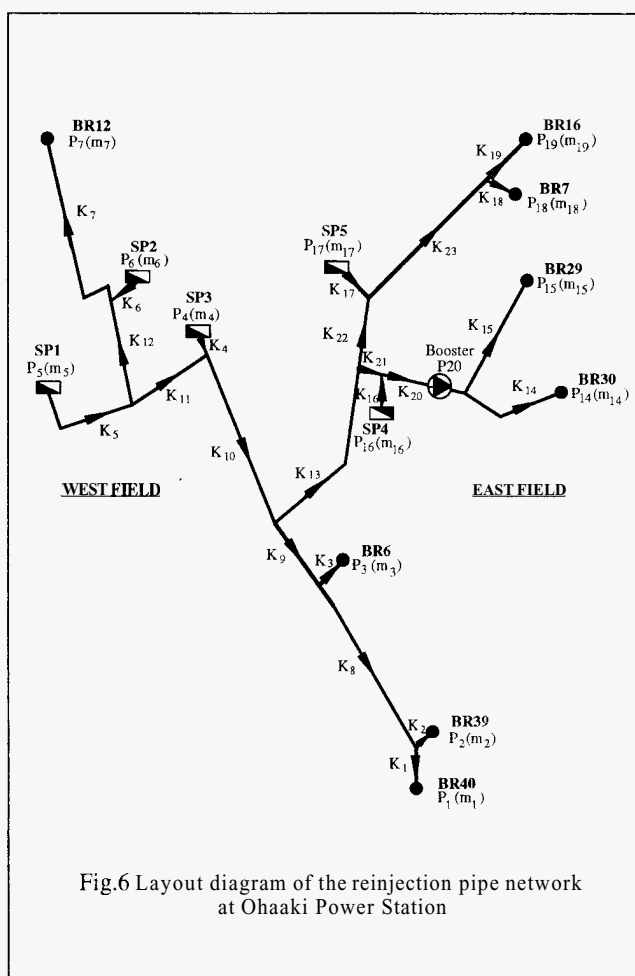 BR12
P7(m7)
BR16
P19(m19)
K19
BR7
P18(m18)
K18
K7
SP2
P6(m6)
SP5
P17(m17)
K23
K6
K17
BR29
P15(m15)
SP3
P4(m4)
K12
K4
K22
K15
SP1
P5(m5)
K21
Booster
P20
K11
K16
K20
K14
BR30
P14(m14)
K5
SP4
P16(m16)
K10
K13
WEST FIELD
EAST FIELD
K9
BR6
K3
P3(m3)
K8
BR39
K2
P2(m2)
K1
BR40
P1(m1)
Fig.6 Layout diagram of the reinjection pipe network
at Ohaaki Power Station